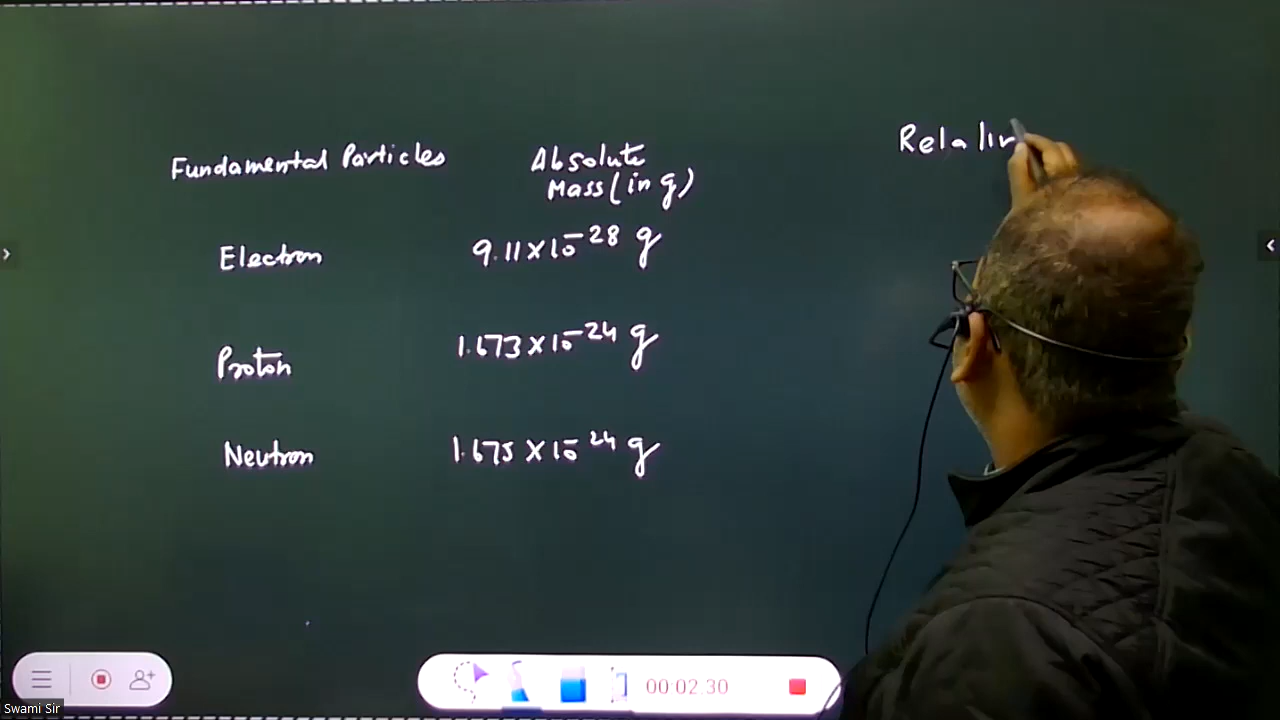 Fundamental Particles
Absolute
Mass (in g)
Electron
9.11 x 10⁻²⁸ g
Proton
1.673 x 10⁻²⁴ g
Neutron
1.675 x 10⁻²⁴ g
00:02.30
Swami Sir